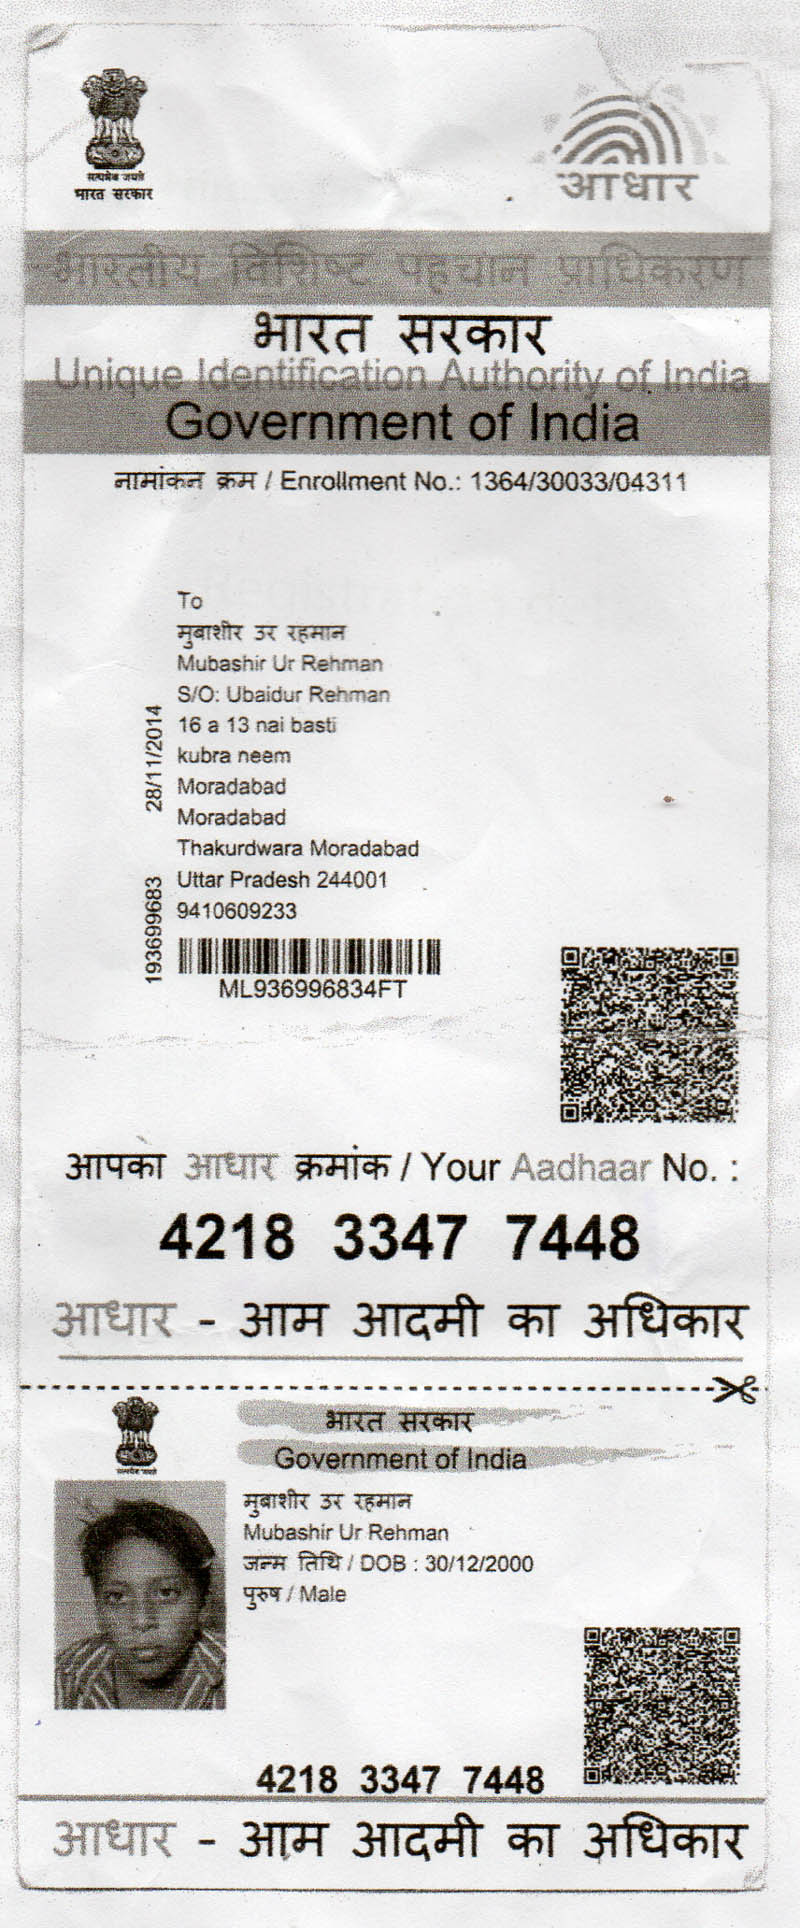 सत्यमेव जयते
भारत सरकार
आधार
भारतीय विशिष्ट पहचान प्राधिकरण
भारत सरकार
Unique Identification Authority of India
Government of India
नामांकन क्रम / Enrollment No.: 1364/30033/04311
To
मुबाशीर उर रहमान
Mubashir Ur Rehman
S/O: Ubaidur Rehman
16 a 13 nai basti
kubra neem
Moradabad
Moradabad
Thakurdwara Moradabad
Uttar Pradesh 244001
9410609233
28/11/2014
193699683
ML936996834FT
आपका आधार क्रमांक / Your Aadhaar No. :
4218 3347 7448
आधार - आम आदमी का अधिकार
सत्यमेव जयते
भारत सरकार
Government of India
मुबाशीर उर रहमान
Mubashir Ur Rehman
जन्म तिथि / DOB : 30/12/2000
पुरुष / Male
4218 3347 7448
आधार - आम आदमी का अधिकार